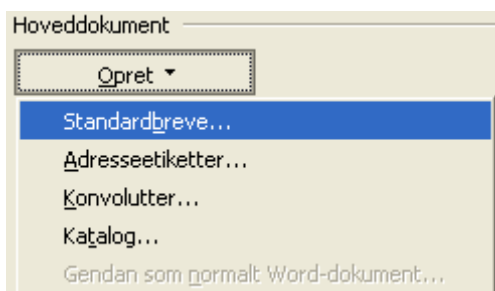 Hoveddokument
Opret
Standardbreve...
Adresseetiketter...
Konvolutter...
Katalog...
Gendan som normalt Word-dokument...